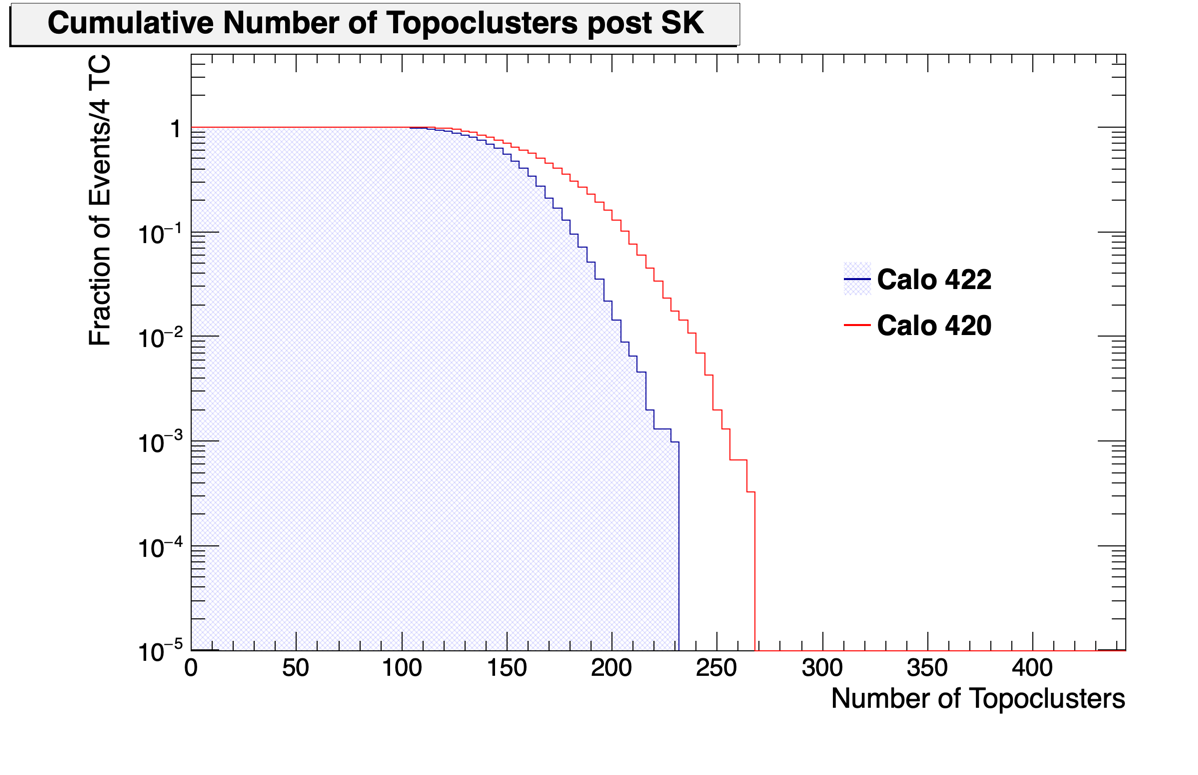 Cumulative Number of Topoclusters post SK
Fraction of Events/4 TC
1
10⁻¹
10⁻²
10⁻³
10⁻⁴
10⁻⁵
Calo 422
Calo 420
0 50 100 150 200 250 300 350 400
Number of Topoclusters